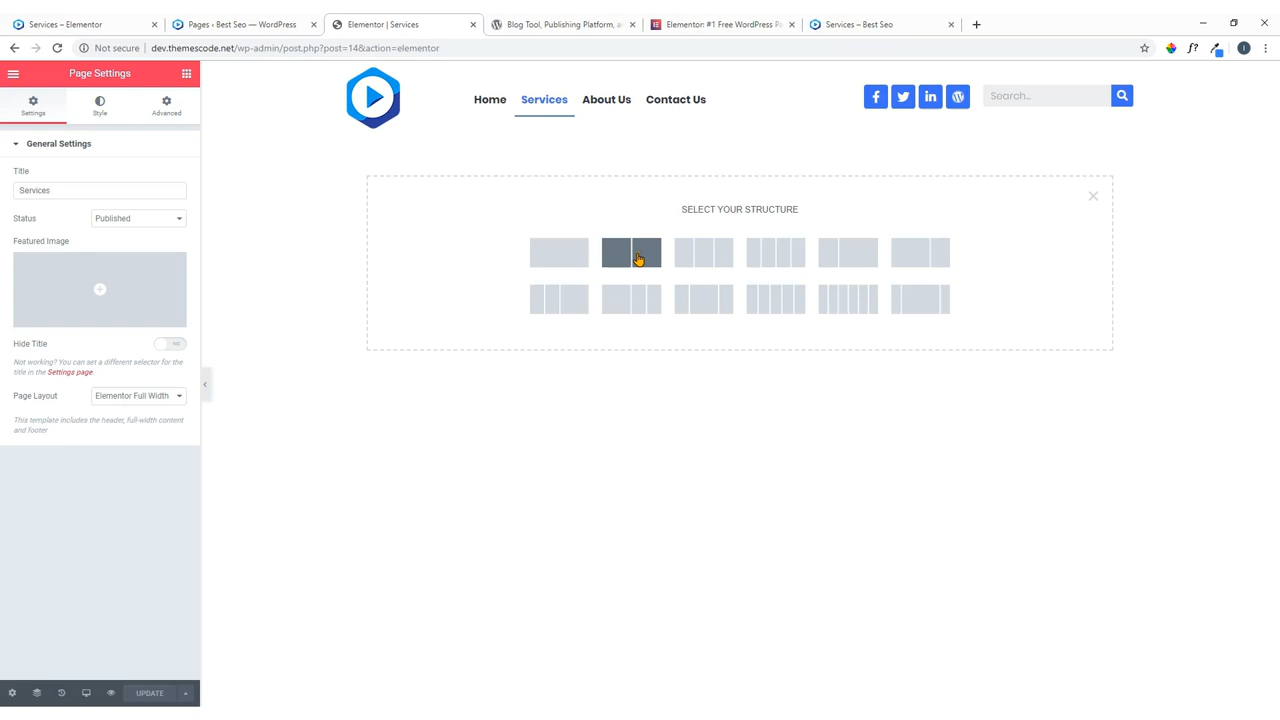 Services – Elementor
Pages ‹ Best Seo — WordPress
Elementor | Services
Blog Tool, Publishing Platform, a
Elementor: #1 Free WordPress P
Services – Best Seo
Not secure
dev.themescode.net/wp-admin/post.php?post=14&action=elementor
f?
I
Page Settings
Settings
Style
Advanced
General Settings
Title
Services
Status
Published
Featured Image
Hide Title
NO
Not working? You can set a different selector for the
title in the Settings page.
Page Layout
Elementor Full Width
This template includes the header, full-width content
and footer
UPDATE
Home
Services
About Us
Contact Us
Search...
SELECT YOUR STRUCTURE